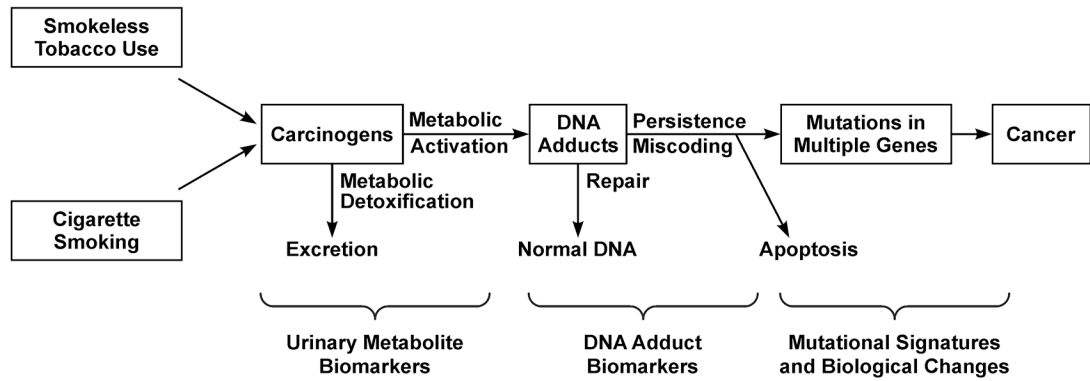 Smokeless
Tobacco Use
Cigarette
Smoking
Carcinogens
Metabolic
Activation
Metabolic
Detoxification
Excretion
DNA
Adducts
Persistence
Miscoding
Repair
Normal DNA
Apoptosis
Mutations in
Multiple Genes
Cancer
Urinary Metabolite
Biomarkers
DNA Adduct
Biomarkers
Mutational Signatures
and Biological Changes